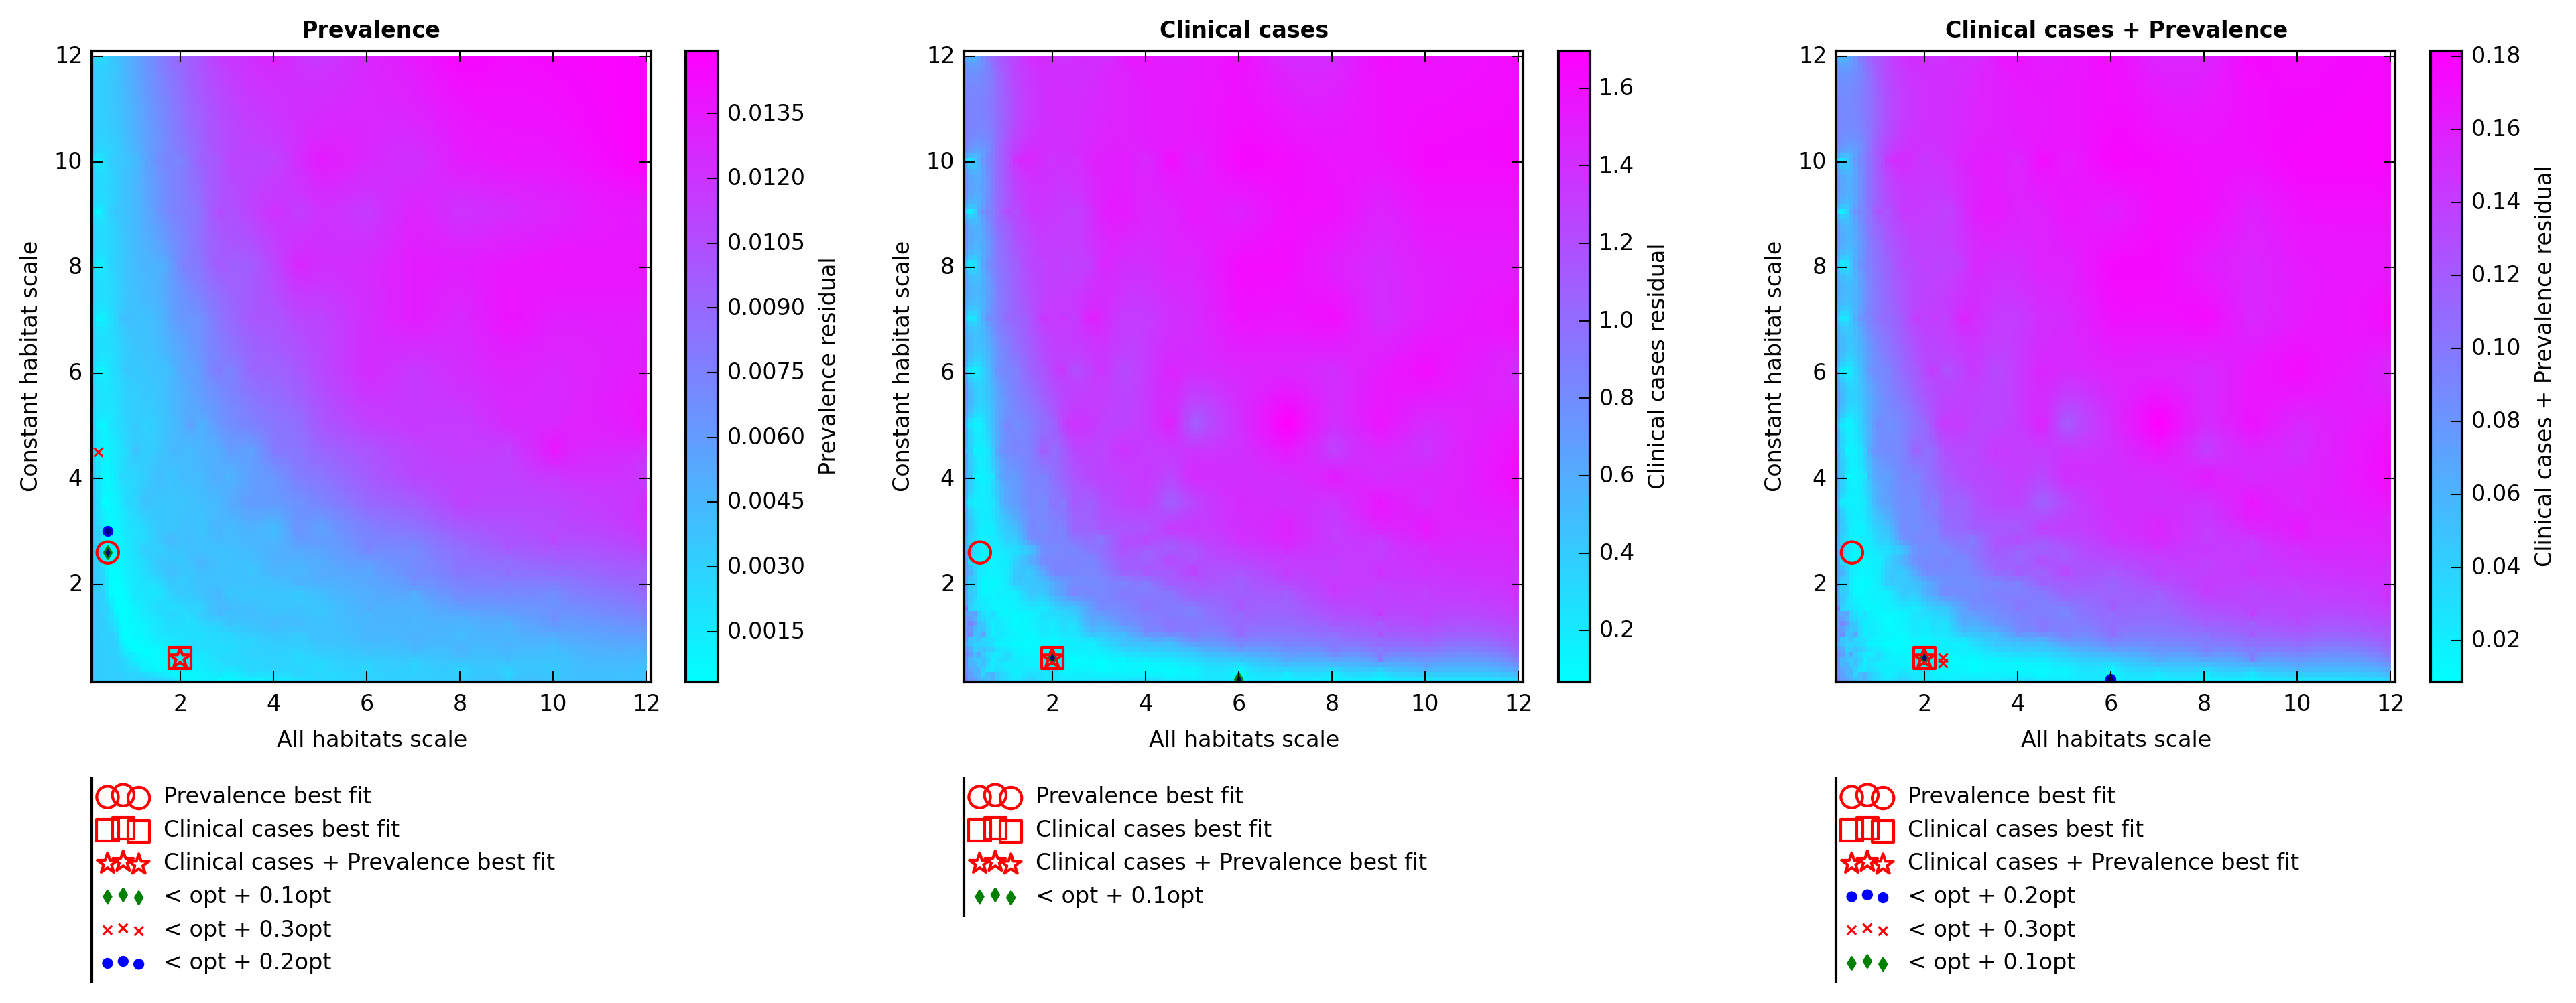 Prevalence
12
10
8
6
4
2
Constant habitat scale
2 4 6 8 10 12
All habitats scale
0.0135
0.0120
0.0105
0.0090
0.0075
0.0060
0.0045
0.0030
0.0015
Prevalence residual
Prevalence best fit
Clinical cases best fit
Clinical cases + Prevalence best fit
< opt + 0.1opt
< opt + 0.3opt
< opt + 0.2opt
Clinical cases
12
10
8
6
4
2
Constant habitat scale
2 4 6 8 10 12
All habitats scale
1.6
1.4
1.2
1.0
0.8
0.6
0.4
0.2
Clinical cases residual
Prevalence best fit
Clinical cases best fit
Clinical cases + Prevalence best fit
< opt + 0.1opt
Clinical cases + Prevalence
12
10
8
6
4
2
Constant habitat scale
2 4 6 8 10 12
All habitats scale
0.18
0.16
0.14
0.12
0.10
0.08
0.06
0.04
0.02
Clinical cases + Prevalence residual
Prevalence best fit
Clinical cases best fit
Clinical cases + Prevalence best fit
< opt + 0.2opt
< opt + 0.3opt
< opt + 0.1opt